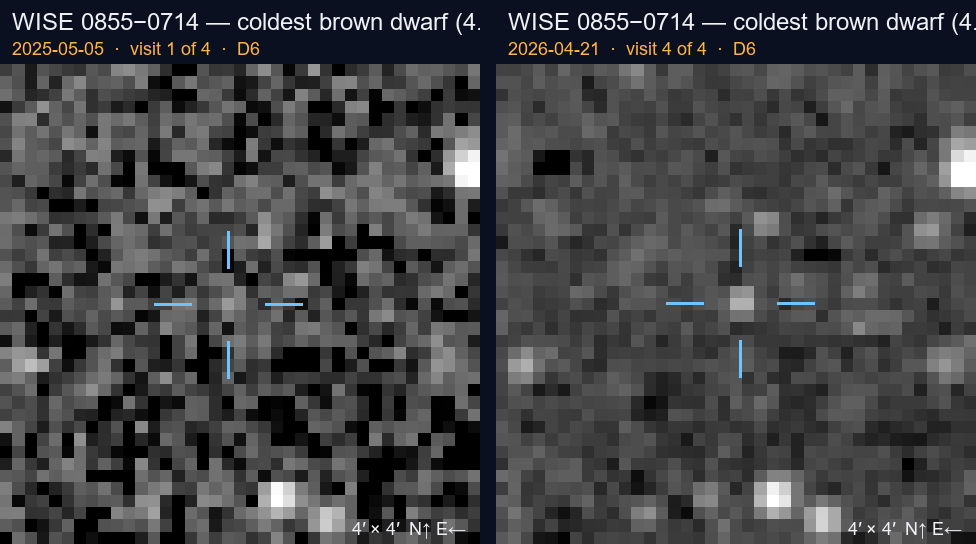 WISE 0855−0714 — coldest brown dwarf (4.
2025-05-05 · visit 1 of 4 · D6
4′ × 4′ N↑ E←
WISE 0855−0714 — coldest brown dwarf (4.
2026-04-21 · visit 4 of 4 · D6
4′ × 4′ N↑ E←